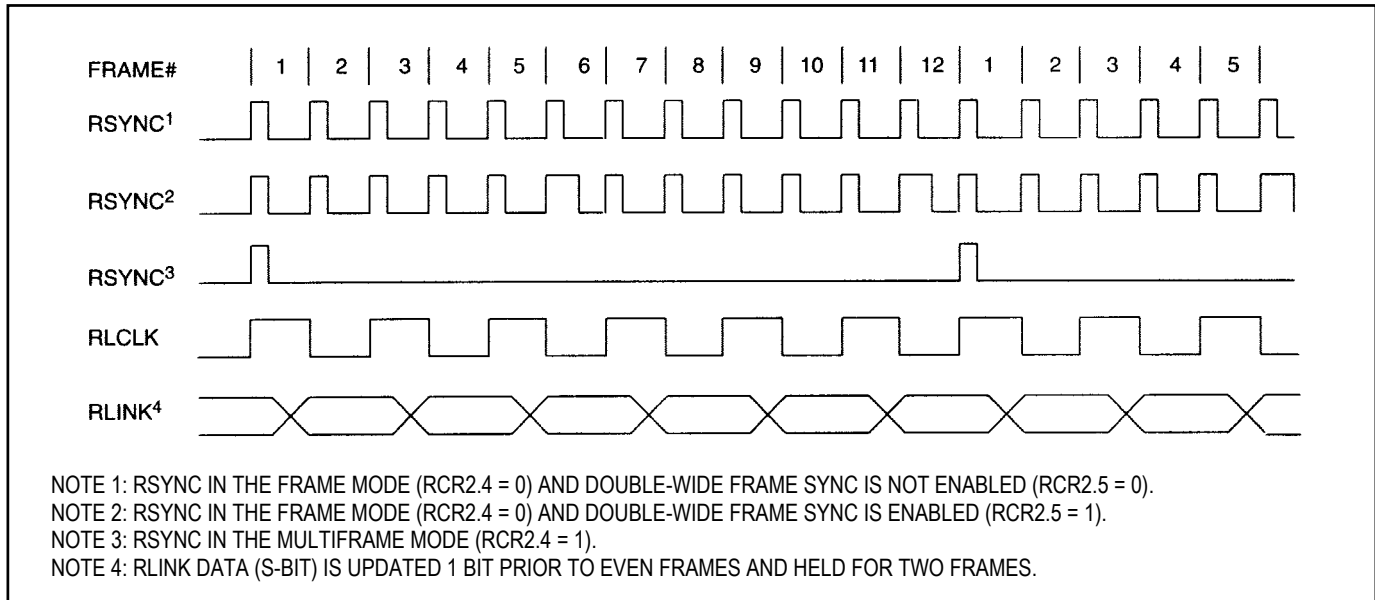 FRAME# 1 2 3 4 5 6 7 8 9 10 11 12 1 2 3 4 5
RSYNC¹
RSYNC²
RSYNC³
RLCLK
RLINK⁴
NOTE 1: RSYNC IN THE FRAME MODE (RCR2.4 = 0) AND DOUBLE-WIDE FRAME SYNC IS NOT ENABLED (RCR2.5 = 0).
NOTE 2: RSYNC IN THE FRAME MODE (RCR2.4 = 0) AND DOUBLE-WIDE FRAME SYNC IS ENABLED (RCR2.5 = 1).
NOTE 3: RSYNC IN THE MULTIFRAME MODE (RCR2.4 = 1).
NOTE 4: RLINK DATA (S-BIT) IS UPDATED 1 BIT PRIOR TO EVEN FRAMES AND HELD FOR TWO FRAMES.